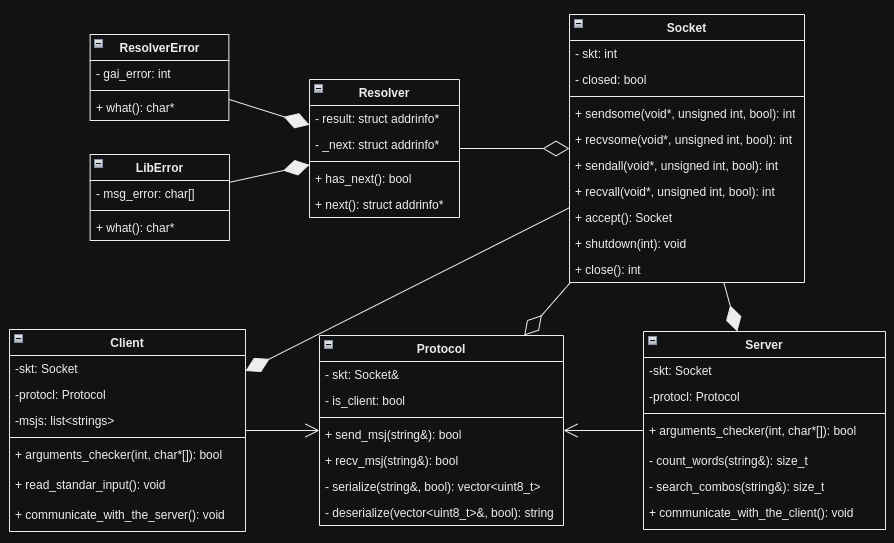 ResolverError
- gai_error: int
+ what(): char*
LibError
- msg_error: char[]
+ what(): char*
Resolver
- result: struct addrinfo*
- _next: struct addrinfo*
+ has_next(): bool
+ next(): struct addrinfo*
Socket
- skt: int
- closed: bool
+ sendsome(void*, unsigned int, bool): int
+ recvsome(void*, unsigned int, bool): int
+ sendall(void*, unsigned int, bool): int
+ recvall(void*, unsigned int, bool): int
+ accept(): Socket
+ shutdown(int): void
+ close(): int
Client
-skt: Socket
-protocl: Protocol
-msjs: list<strings>
+ arguments_checker(int, char*[]): bool
+ read_standar_input(): void
+ communicate_with_the_server(): void
Protocol
- skt: Socket&
- is_client: bool
+ send_msj(string&): bool
+ recv_msj(string&): bool
- serialize(string&, bool): vector<uint8_t>
- deserialize(vector<uint8_t>&, bool): string
Server
-skt: Socket
-protocl: Protocol
+ arguments_checker(int, char*[]): bool
- count_words(string&): size_t
- search_combos(string&): size_t
+ communicate_with_the_client(): void